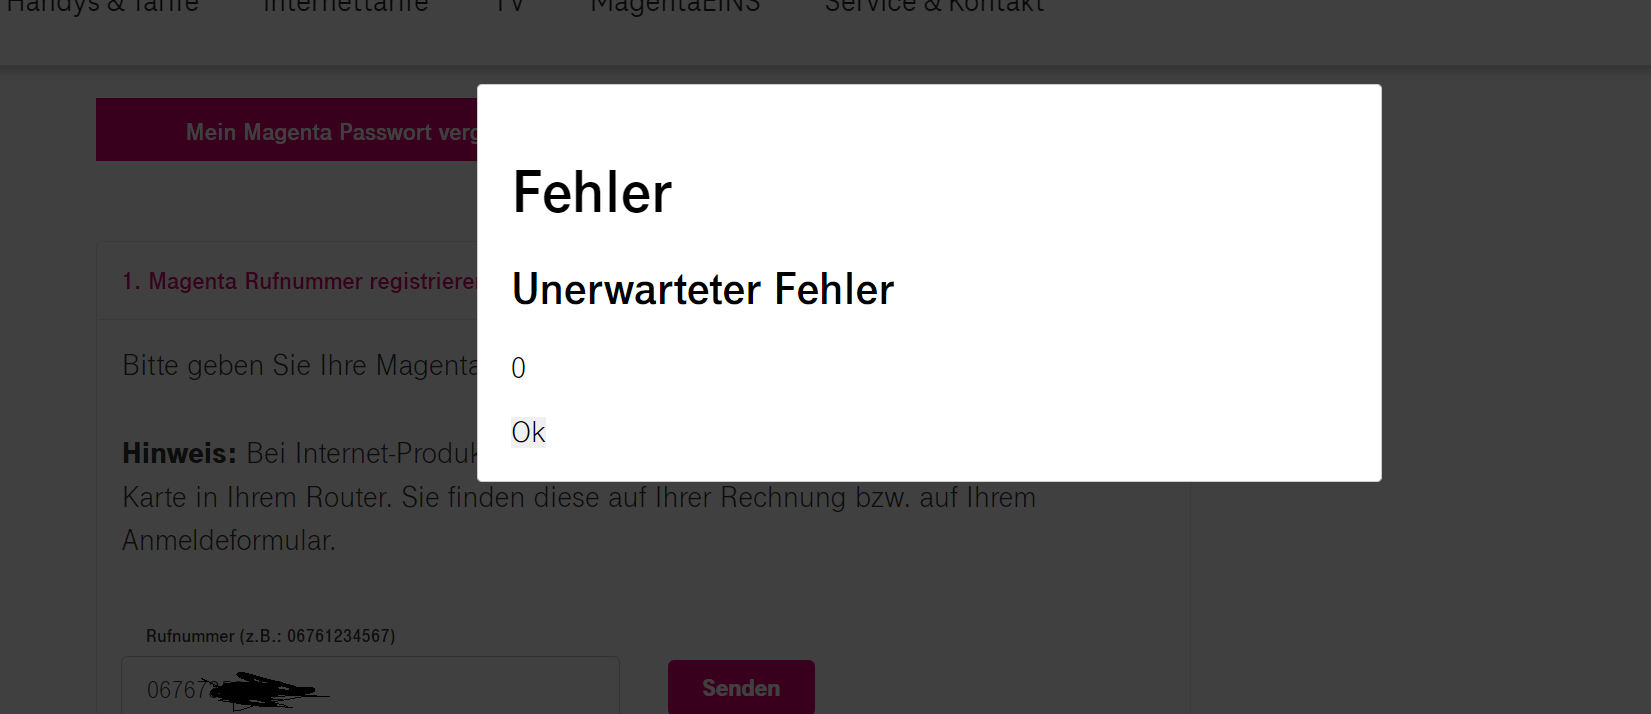 Handys & Tarife Internettarife TV MagentaEINS Service & Kontakt
Mein Magenta Passwort verg
Fehler
Unerwarteter Fehler
0
Ok
1. Magenta Rufnummer registrieren
Bitte geben Sie Ihre Magenta
Hinweis: Bei Internet-Produk
Karte in Ihrem Router. Sie finden diese auf Ihrer Rechnung bzw. auf Ihrem
Anmeldeformular.
Rufnummer (z.B.: 06761234567)
06767
Senden